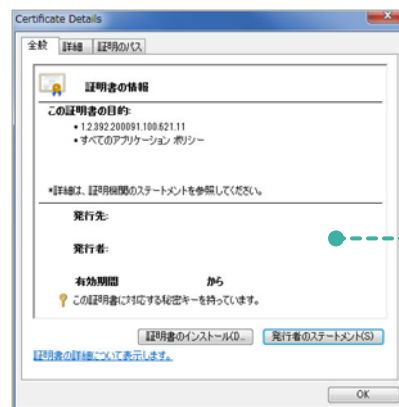 Certificate Details
全般 詳細 証明のパス
証明書の情報
この証明書の目的:
• 1.2.392.200091.100.621.11
• すべてのアプリケーション ポリシー
*詳細は、証明機関のステートメントを参照してください。
発行先:
発行者:
有効期間 から
この証明書に対応する秘密キーを持っています。
証明書のインストール(I)... 発行者のステートメント(S)
証明書の詳細について表示します。
OK